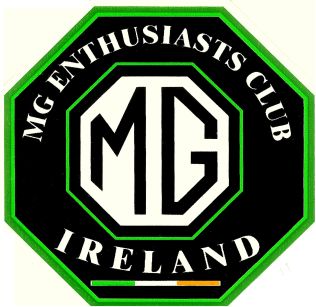 MG ENTHUSIASTS CLUB
MG
IRELAND